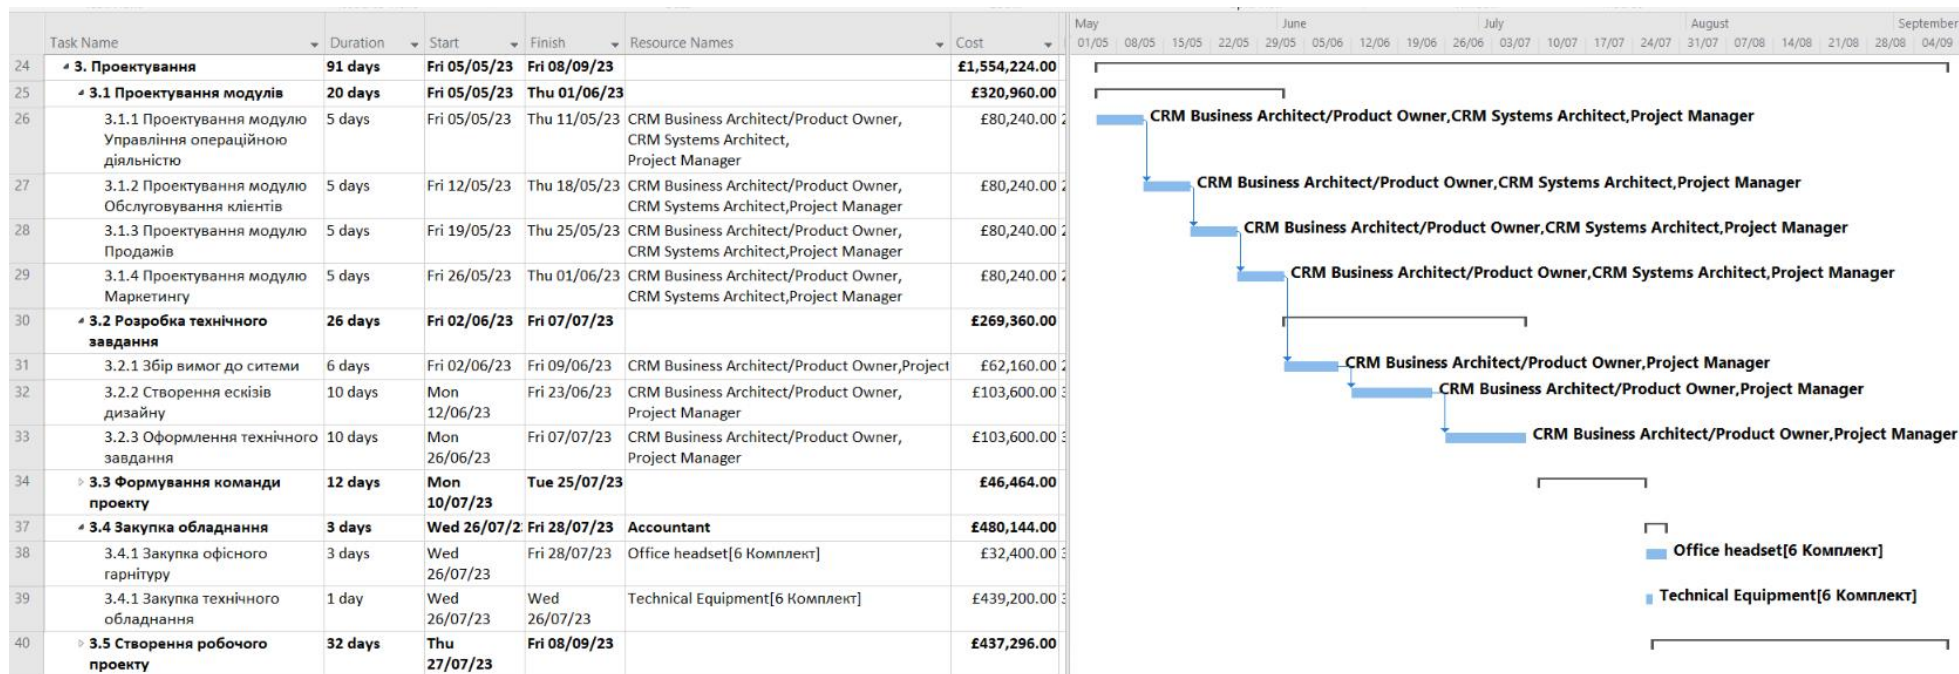 May June July August September
Task Name Duration Start Finish Resource Names Cost 01/05 08/05 15/05 22/05 29/05 05/06 12/06 19/06 26/06 03/07 10/07 17/07 24/07 31/07 07/08 14/08 21/08 28/08 04/09
24 3. Проектування 91 days Fri 05/05/23 Fri 08/09/23 £1,554,224.00
25 3.1 Проектування модулів 20 days Fri 05/05/23 Thu 01/06/23 £320,960.00
26 3.1.1 Проектування модулю 5 days Fri 05/05/23 Thu 11/05/23 CRM Business Architect/Product Owner, £80,240.00 2 CRM Business Architect/Product Owner,CRM Systems Architect,Project Manager
Управління операційною CRM Systems Architect,
діяльністю Project Manager
27 3.1.2 Проектування модулю 5 days Fri 12/05/23 Thu 18/05/23 CRM Business Architect/Product Owner, £80,240.00 2 CRM Business Architect/Product Owner,CRM Systems Architect,Project Manager
Обслуговування клієнтів CRM Systems Architect,Project Manager
28 3.1.3 Проектування модулю 5 days Fri 19/05/23 Thu 25/05/23 CRM Business Architect/Product Owner, £80,240.00 2 CRM Business Architect/Product Owner,CRM Systems Architect,Project Manager
Продажів CRM Systems Architect,Project Manager
29 3.1.4 Проектування модулю 5 days Fri 26/05/23 Thu 01/06/23 CRM Business Architect/Product Owner, £80,240.00 2 CRM Business Architect/Product Owner,CRM Systems Architect,Project Manager
Маркетингу CRM Systems Architect,Project Manager
30 3.2 Розробка технічного 26 days Fri 02/06/23 Fri 07/07/23 £269,360.00
завдання
31 3.2.1 Збір вимог до ситеми 6 days Fri 02/06/23 Fri 09/06/23 CRM Business Architect/Product Owner,Project £62,160.00 2 CRM Business Architect/Product Owner,Project Manager
32 3.2.2 Створення ескізів 10 days Mon Fri 23/06/23 CRM Business Architect/Product Owner, £103,600.00 3 CRM Business Architect/Product Owner,Project Manager
дизайну 12/06/23 Project Manager
33 3.2.3 Оформлення технічного 10 days Mon Fri 07/07/23 CRM Business Architect/Product Owner, £103,600.00 3 CRM Business Architect/Product Owner,Project Manager
завдання 26/06/23 Project Manager
34 3.3 Формування команди 12 days Mon Tue 25/07/23 £46,464.00
проекту 10/07/23
37 3.4 Закупка обладнання 3 days Wed 26/07/2 Fri 28/07/23 Accountant £480,144.00
38 3.4.1 Закупка офісного 3 days Wed Fri 28/07/23 Office headset[6 Комплект] £32,400.00 3 Office headset[6 Комплект]
гарнітуру 26/07/23
39 3.4.1 Закупка технічного 1 day Wed Wed Technical Equipment[6 Комплект] £439,200.00 3 Technical Equipment[6 Комплект]
обладнання 26/07/23 26/07/23
40 3.5 Створення робочого 32 days Thu Fri 08/09/23 £437,296.00
проекту 27/07/23